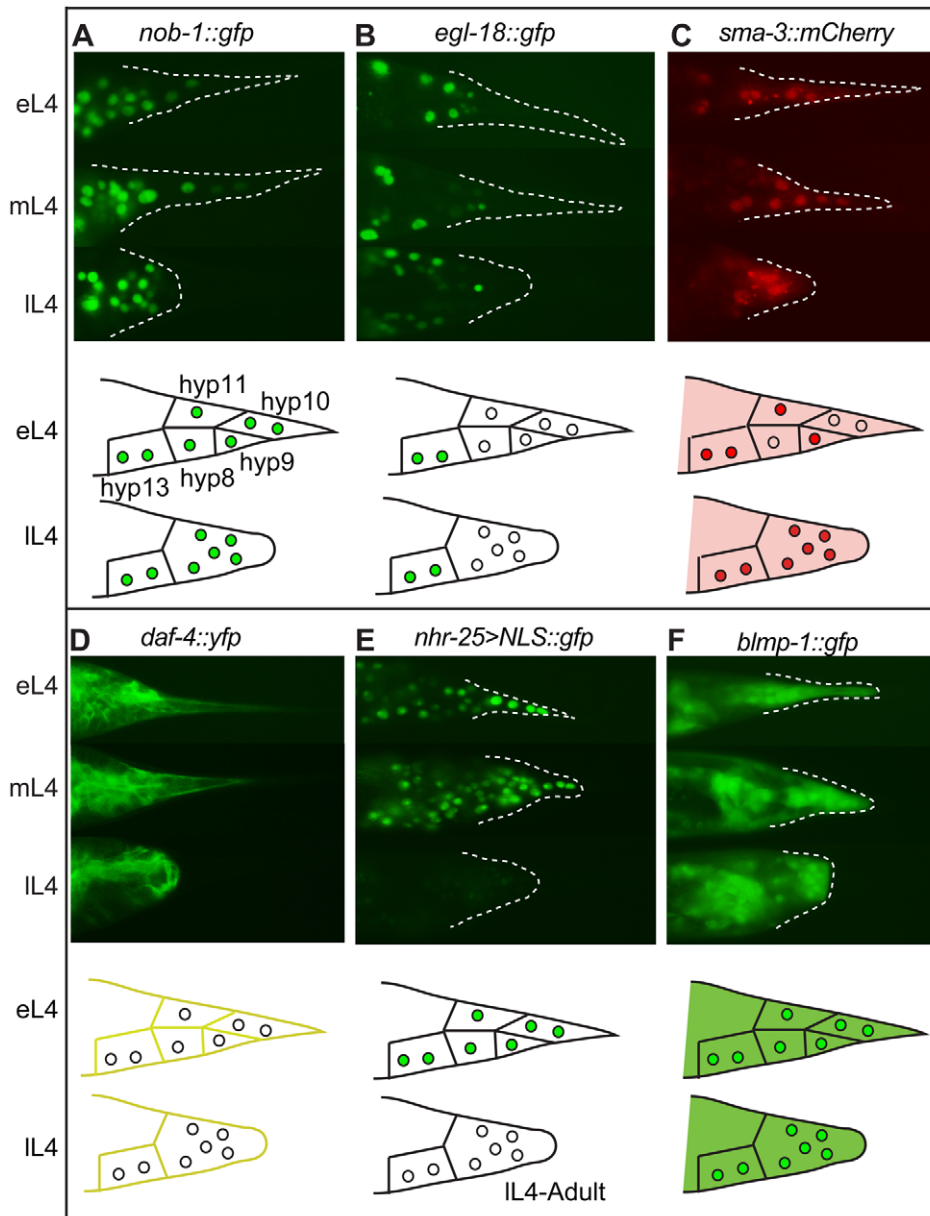 A nob-1::gfp B egl-18::gfp C sma-3::mCherry
eL4
mL4
lL4
hyp11
hyp10
eL4
hyp9
hyp13 hyp8
lL4
D daf-4::yfp E nhr-25>NLS::gfp F blmp-1::gfp
eL4
mL4
lL4
eL4
lL4
lL4-Adult